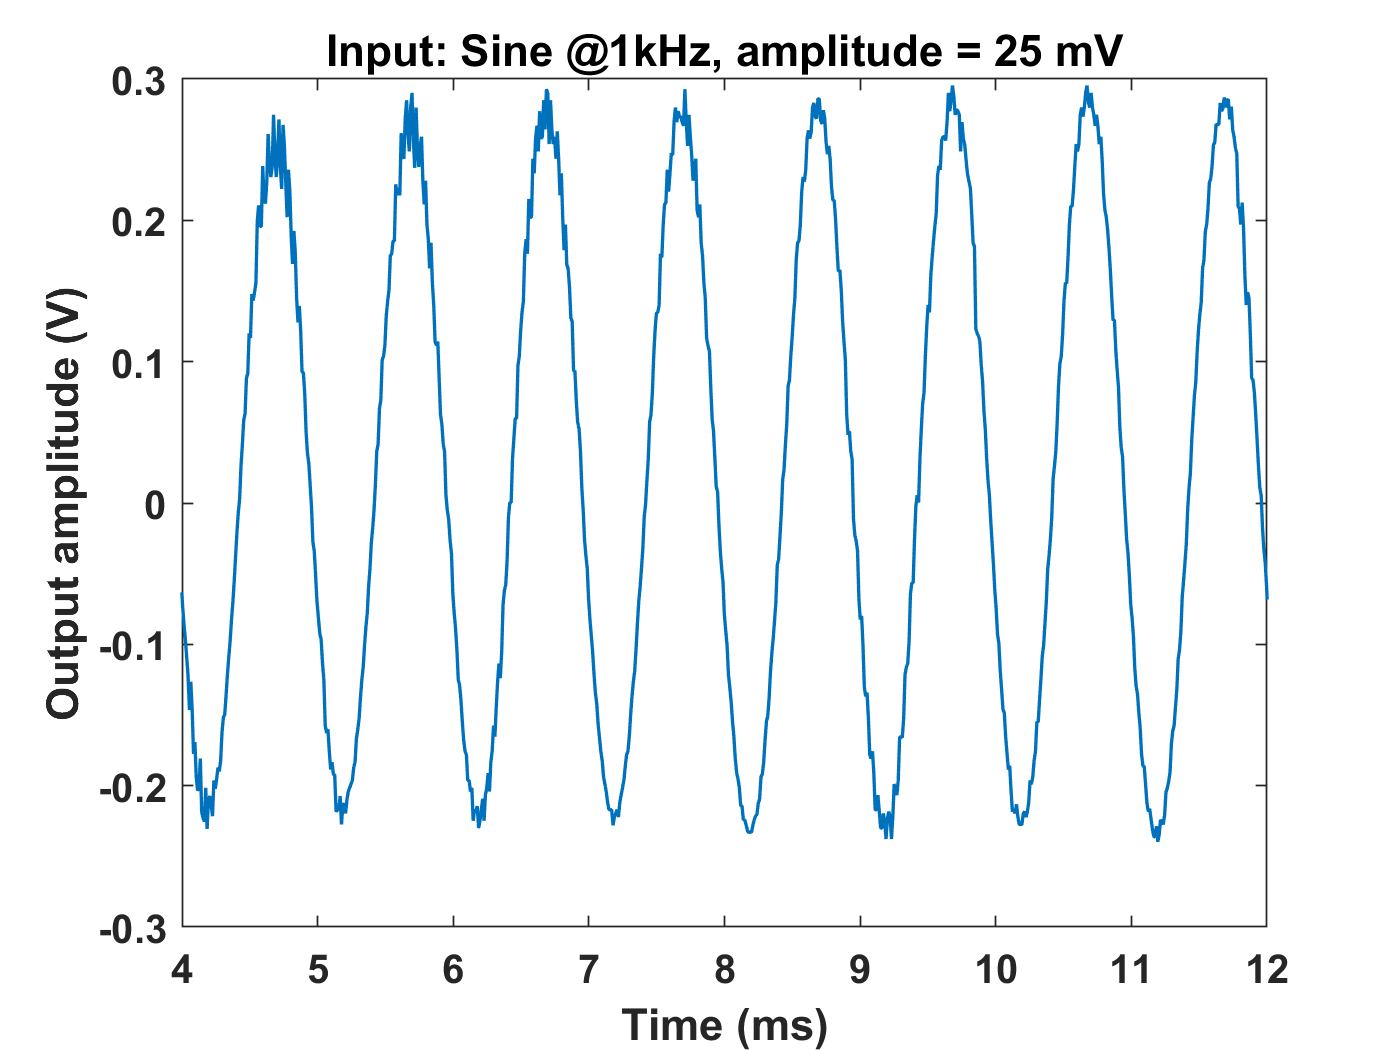 Input: Sine @1kHz, amplitude = 25 mV
0.3
0.2
0.1
0
-0.1
-0.2
-0.3
Output amplitude (V)
4 5 6 7 8 9 10 11 12
Time (ms)